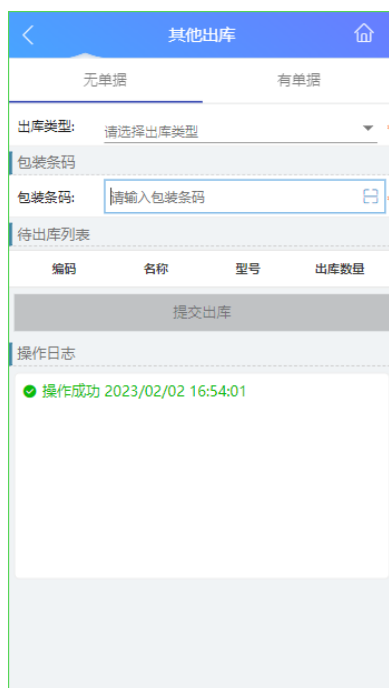 其他出库
无单据 有单据
出库类型: 请选择出库类型 *
包装条码
包装条码: 请输入包装条码
待出库列表
编码 名称 型号 出库数量
提交出库
操作日志
操作成功 2023/02/02 16:54:01